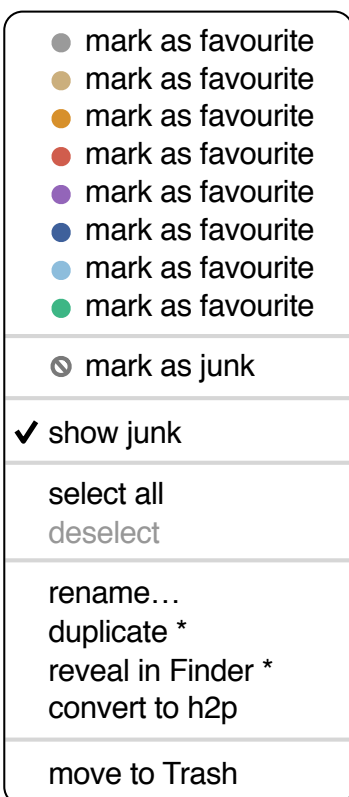 mark as favourite
mark as favourite
mark as favourite
mark as favourite
mark as favourite
mark as favourite
mark as favourite
mark as favourite
mark as junk
show junk
select all
deselect
rename…
duplicate *
reveal in Finder *
convert to h2p
move to Trash